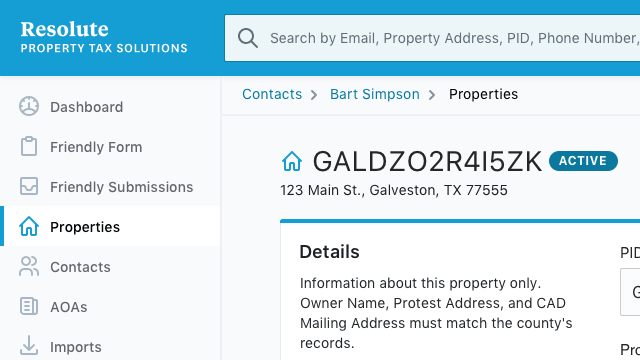 Resolute
PROPERTY TAX SOLUTIONS
Search by Email, Property Address, PID, Phone Number,
Contacts > Bart Simpson > Properties
Dashboard
Friendly Form
Friendly Submissions
Properties
Contacts
AOAs
Imports
GALDZO2R4I5ZK ACTIVE
123 Main St., Galveston, TX 77555
Details
Information about this property only.
Owner Name, Protest Address, and CAD
Mailing Address must match the county's
records.
PID
G
Pro